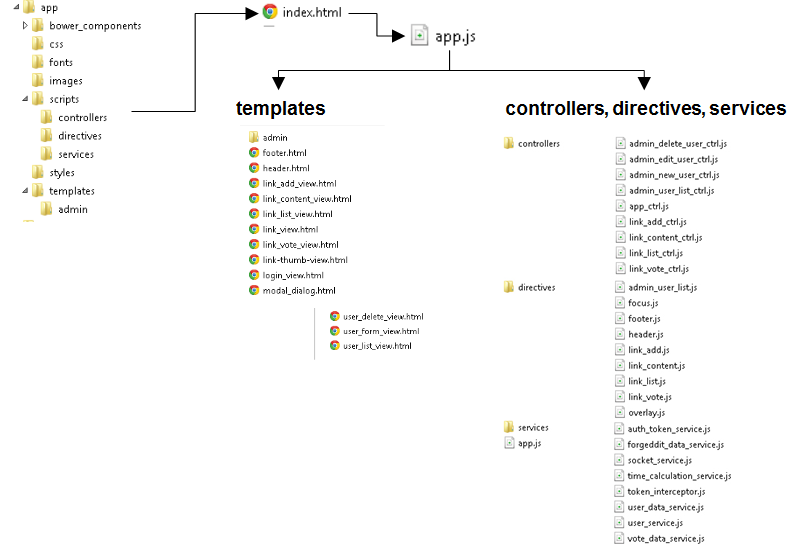 app
bower_components
css
fonts
images
scripts
controllers
directives
services
styles
templates
admin
index.html
app.js
templates
admin
footer.html
header.html
link_add_view.html
link_content_view.html
link_list_view.html
link_view.html
link_vote_view.html
link-thumb-view.html
login_view.html
modal_dialog.html
user_delete_view.html
user_form_view.html
user_list_view.html
controllers, directives, services
controllers
admin_delete_user_ctrl.js
admin_edit_user_ctrl.js
admin_new_user_ctrl.js
admin_user_list_ctrl.js
app_ctrl.js
link_add_ctrl.js
link_content_ctrl.js
link_list_ctrl.js
link_vote_ctrl.js
directives
admin_user_list.js
focus.js
footer.js
header.js
link_add.js
link_content.js
link_list.js
link_vote.js
overlay.js
services
app.js
auth_token_service.js
forgeddit_data_service.js
socket_service.js
time_calculation_service.js
token_interceptor.js
user_data_service.js
user_service.js
vote_data_service.js